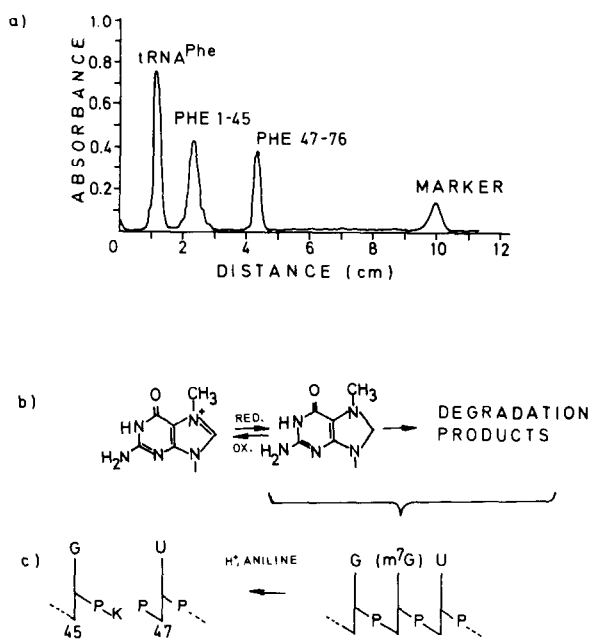 a)
1.0
0.8
0.6
0.4
0.2
ABSORBANCE
tRNA^Phe
PHE 1-45
PHE 47-76
MARKER
0 1 2 4 6 8 10 12
DISTANCE (cm)
b)
O
CH3
HN
N+
H2N
N
N
RED.
OX.
O
CH3
HN
N
H2N
N
N
DEGRADATION
PRODUCTS
c)
G U
H+, ANILINE
G (m7G) U
P K P P
P P P
45 47